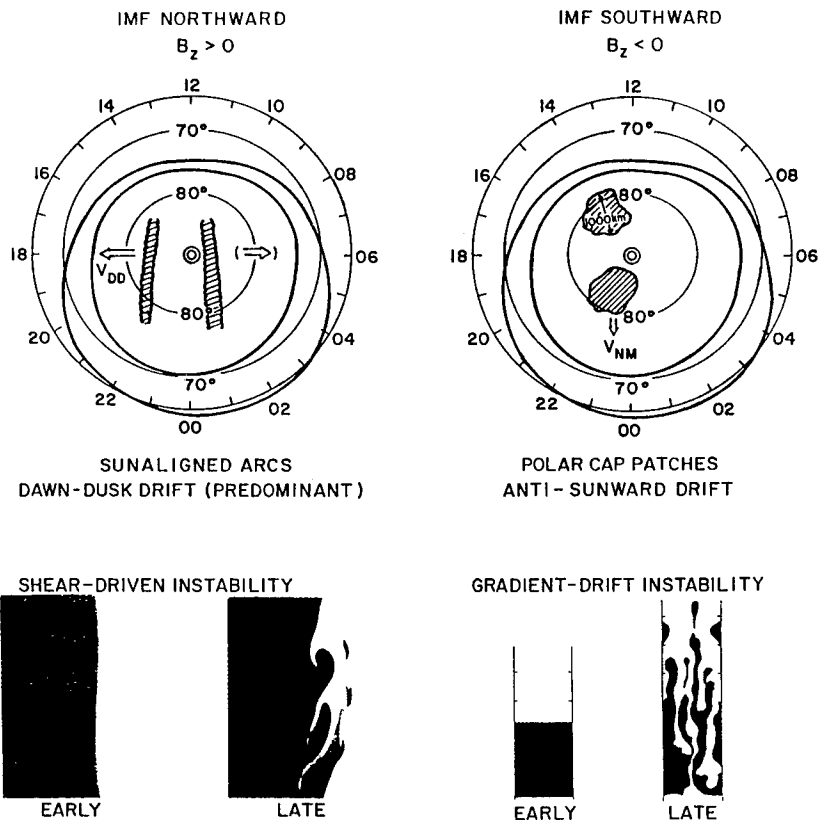 IMF NORTHWARD
B_z > 0
12
14
10
70°
16
08
80°
18
06
V_DD
( ⇒ )
80°
20
04
70°
22
02
00
SUNALIGNED ARCS
DAWN-DUSK DRIFT (PREDOMINANT)
IMF SOUTHWARD
B_z < 0
12
14
10
70°
16
08
80°
1000km
18
06
80°
V_NM
20
04
70°
22
02
00
POLAR CAP PATCHES
ANTI-SUNWARD DRIFT
SHEAR-DRIVEN INSTABILITY
EARLY
LATE
GRADIENT-DRIFT INSTABILITY
EARLY
LATE